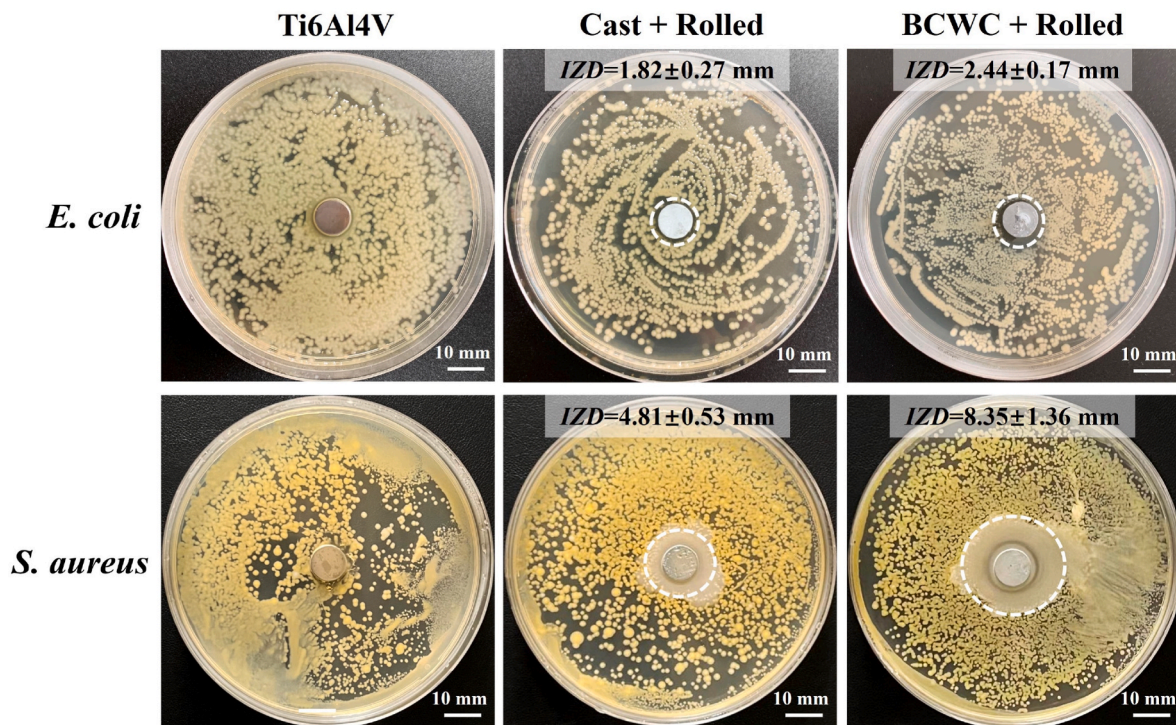 Ti6Al4V
Cast + Rolled
BCWC + Rolled
E. coli
IZD=1.82±0.27 mm
IZD=2.44±0.17 mm
10 mm
10 mm
10 mm
S. aureus
IZD=4.81±0.53 mm
IZD=8.35±1.36 mm
10 mm
10 mm
10 mm